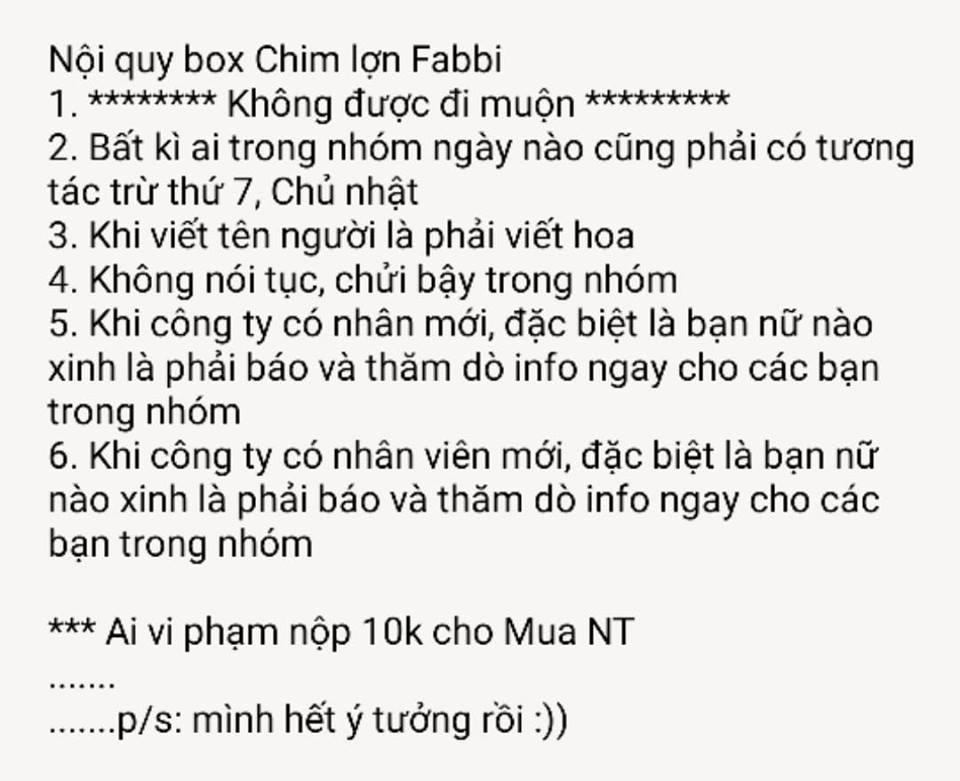 Nội quy box Chim lợn Fabbi
1. ******** Không được đi muộn *********
2. Bất kì ai trong nhóm ngày nào cũng phải có tương
tác trừ thứ 7, Chủ nhật
3. Khi viết tên người là phải viết hoa
4. Không nói tục, chửi bậy trong nhóm
5. Khi công ty có nhân mới, đặc biệt là bạn nữ nào
xinh là phải báo và thăm dò info ngay cho các bạn
trong nhóm
6. Khi công ty có nhân viên mới, đặc biệt là bạn nữ
nào xinh là phải báo và thăm dò info ngay cho các
bạn trong nhóm
*** Ai vi phạm nộp 10k cho Mua NT
.......
.......p/s: mình hết ý tưởng rồi :))